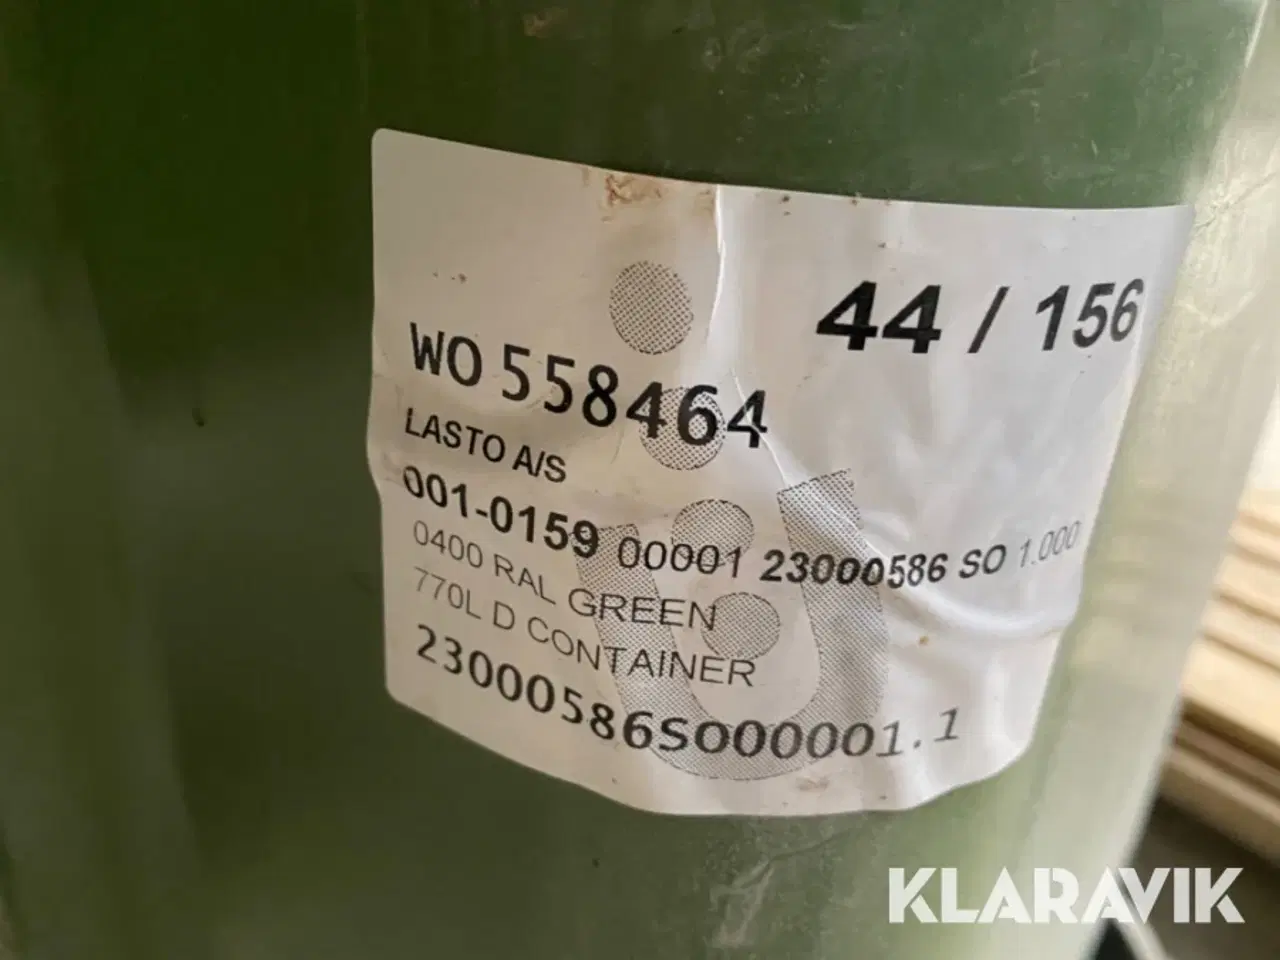 44 / 156
WO 558464
LASTO A/S
001-0159 00001 23000586 SO 1.000
0400 RAL GREEN
770L D CONTAINER
23000586SO00001.1
KLARAVIK